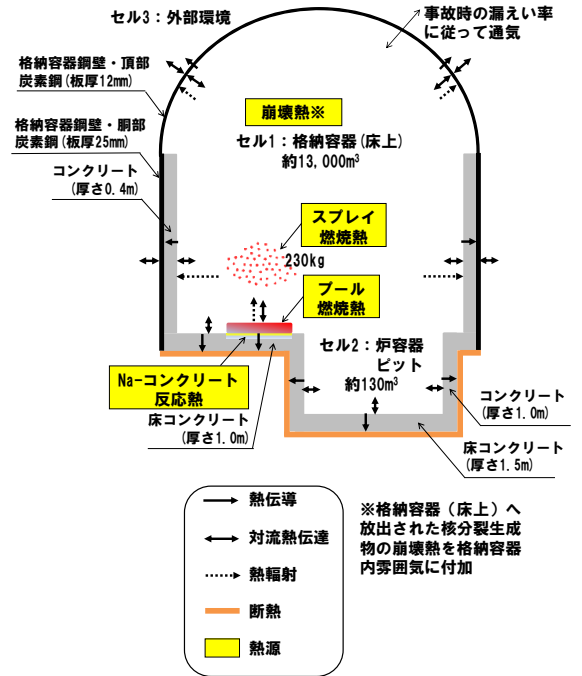 セル3：外部環境
事故時の漏えい率
に従って通気
格納容器鋼壁・頂部
炭素鋼(板厚12mm)
崩壊熱※
格納容器鋼壁・胴部
炭素鋼(板厚25mm)
セル1：格納容器(床上)
約13,000m³
コンクリート
(厚さ0.4m)
スプレイ
燃焼熱
230kg
プール
燃焼熱
セル2：炉容器
ピット
約130m³
Na-コンクリート
反応熱
床コンクリート
(厚さ1.0m)
コンクリート
(厚さ1.0m)
床コンクリート
(厚さ1.5m)
熱伝導
対流熱伝達
熱輻射
断熱
熱源
※格納容器（床上）へ
放出された核分裂生成
物の崩壊熱を格納容器
内雰囲気に付加